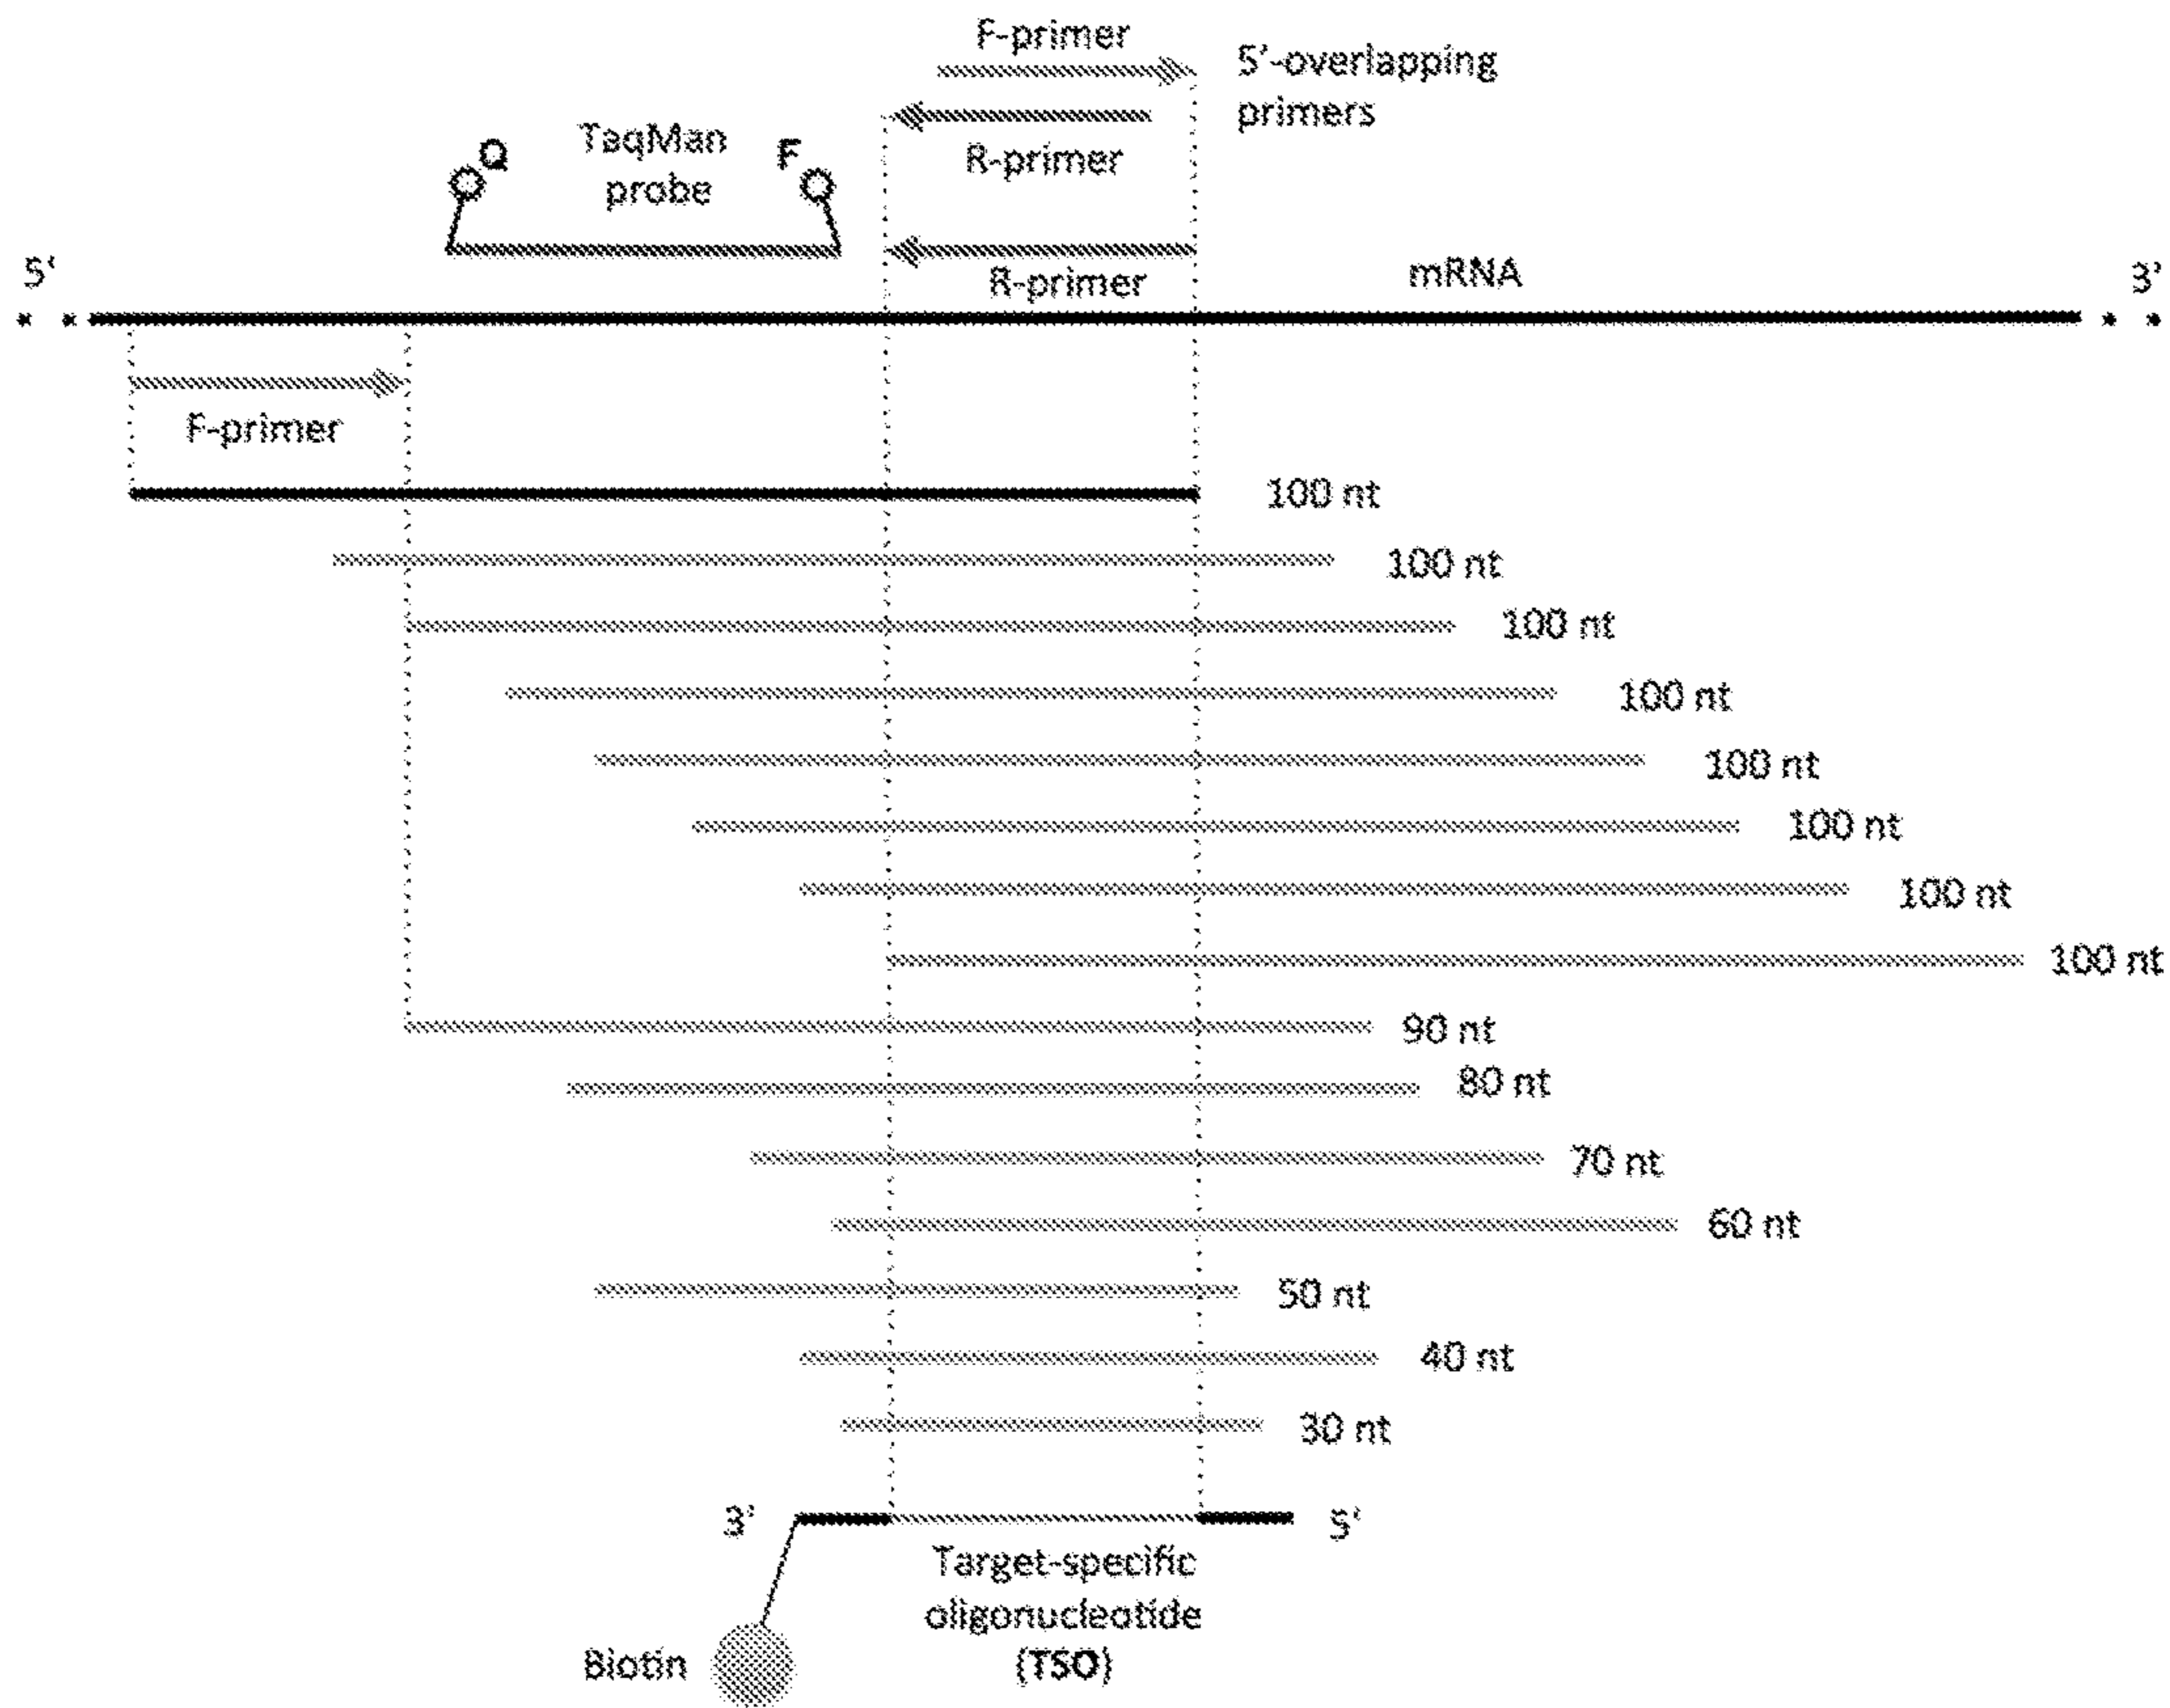 F-primer
5'-overlapping
primers
R-primer
Q
TaqMan
probe
F
5'
R-primer
mRNA
3'
F-primer
100 nt
100 nt
100 nt
100 nt
100 nt
100 nt
100 nt
100 nt
90 nt
80 nt
70 nt
60 nt
50 nt
40 nt
30 nt
3'
5'
Target-specific
oligonucleotide
(TSO)
Biotin